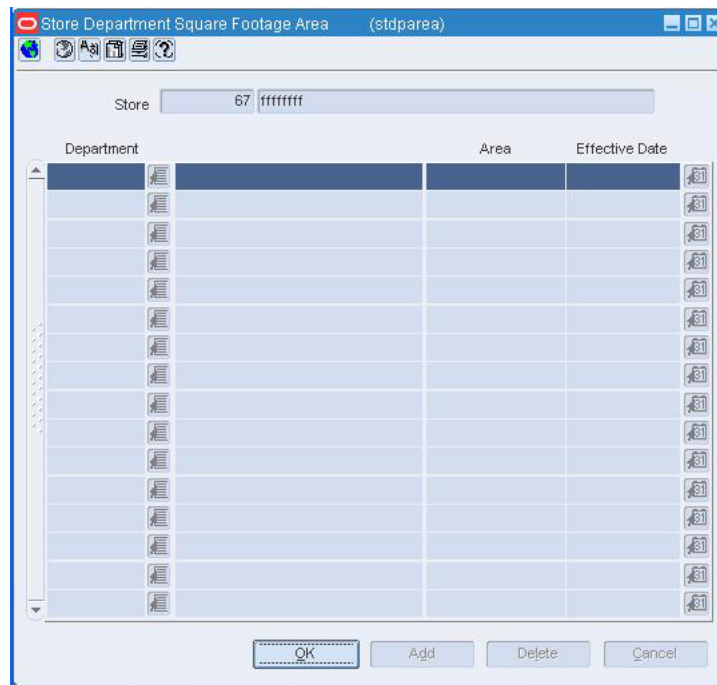 Store Department Square Footage Area (stdparea)
Store 67 ffffffff
Department Area Effective Date
OK Add Delete Cancel